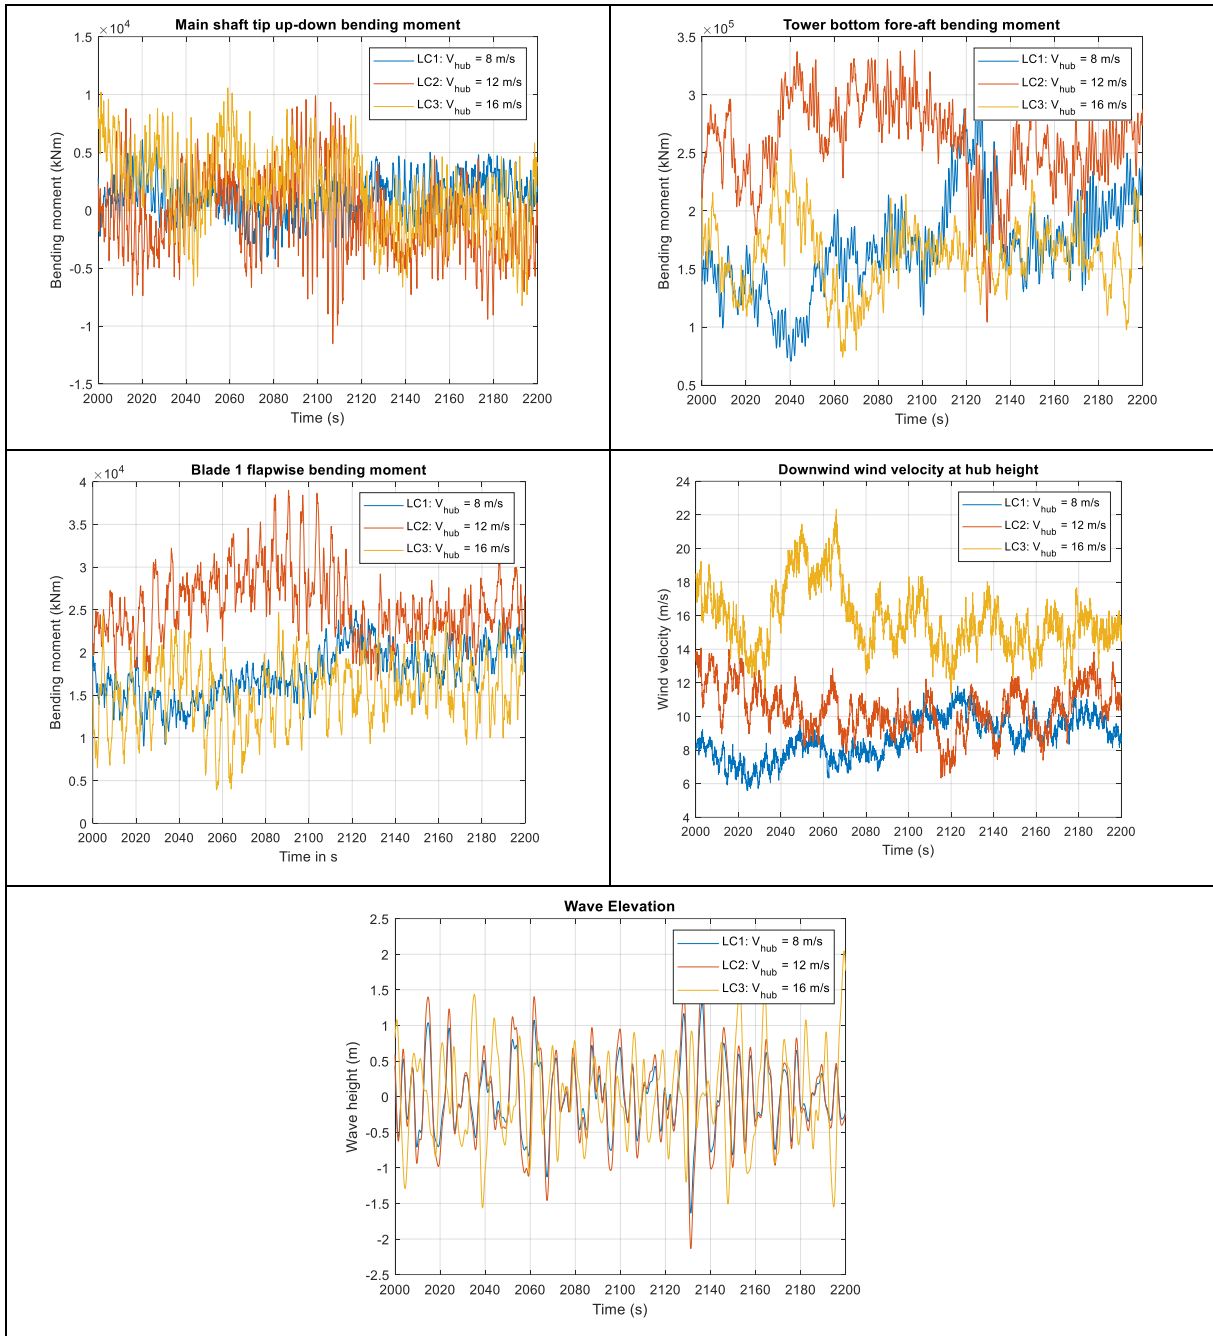 Main shaft tip up-down bending moment
×10⁴
1.5
1
0.5
0
-0.5
-1
-1.5
Bending moment (kNm)
LC1: V_hub = 8 m/s
LC2: V_hub = 12 m/s
LC3: V_hub = 16 m/s
2000 2020 2040 2060 2080 2100 2120 2140 2160 2180 2200
Time (s)
Tower bottom fore-aft bending moment
×10⁵
3.5
3
2.5
2
1.5
1
0.5
Bending moment (kNm)
LC1: V_hub = 8 m/s
LC2: V_hub = 12 m/s
LC3: V_hub = 16 m/s
2000 2020 2040 2060 2080 2100 2120 2140 2160 2180 2200
Time (s)
Blade 1 flapwise bending moment
×10⁴
4
3.5
3
2.5
2
1.5
1
0.5
0
Bending moment (kNm)
LC1: V_hub = 8 m/s
LC2: V_hub = 12 m/s
LC3: V_hub = 16 m/s
2000 2020 2040 2060 2080 2100 2120 2140 2160 2180 2200
Time in s
Downwind wind velocity at hub height
24
22
20
18
16
14
12
10
8
6
4
Wind velocity (m/s)
LC1: V_hub = 8 m/s
LC2: V_hub = 12 m/s
LC3: V_hub = 16 m/s
2000 2020 2040 2060 2080 2100 2120 2140 2160 2180 2200
Time (s)
Wave Elevation
2.5
2
1.5
1
0.5
0
-0.5
-1
-1.5
-2
-2.5
Wave height (m)
LC1: V_hub = 8 m/s
LC2: V_hub = 12 m/s
LC3: V_hub = 16 m/s
2000 2020 2040 2060 2080 2100 2120 2140 2160 2180 2200
Time (s)